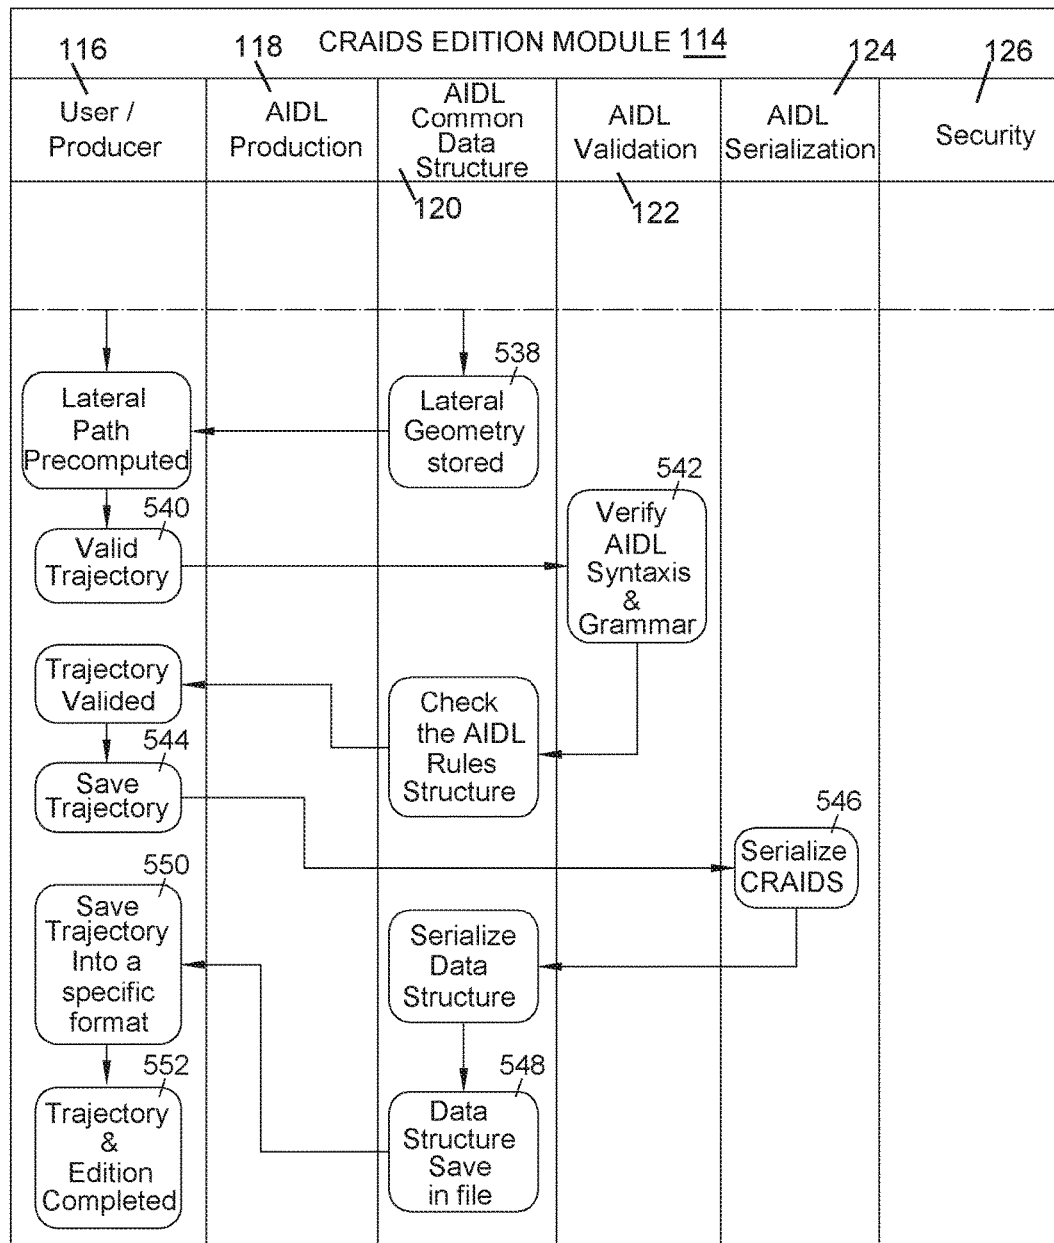 CRAIDS EDITION MODULE 114
116
118
124
126
User /
Producer
AIDL
Production
AIDL
Common
Data
Structure
AIDL
Validation
AIDL
Serialization
Security
120
122
538
Lateral
Path
Precomputed
Lateral
Geometry
stored
540
Valid
Trajectory
542
Verify
AIDL
Syntaxis
&
Grammar
Trajectory
Valided
Check
the AIDL
Rules
Structure
544
Save
Trajectory
546
Serialize
CRAIDS
550
Save
Trajectory
Into a
specific
format
Serialize
Data
Structure
552
Trajectory
&
Edition
Completed
548
Data
Structure
Save
in file